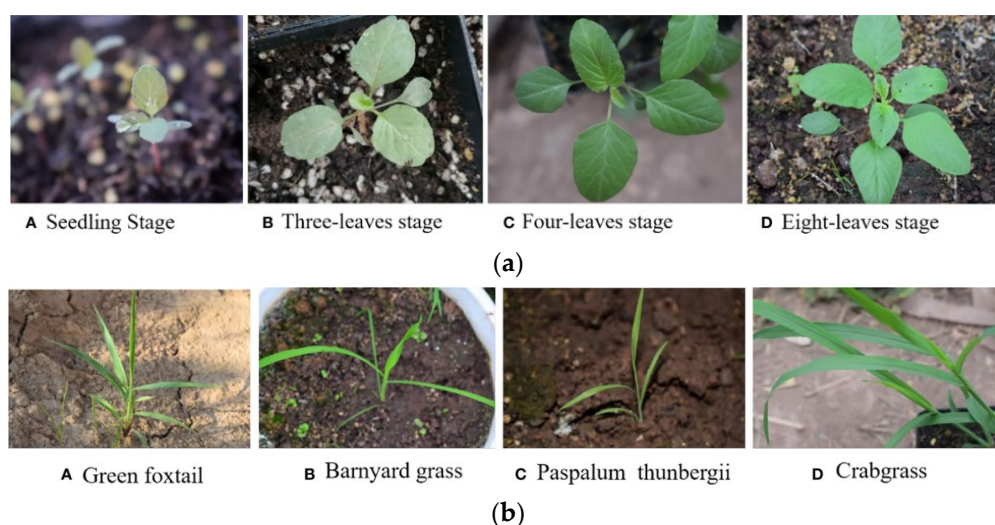 A Seedling Stage
B Three-leaves stage
C Four-leaves stage
D Eight-leaves stage
(a)
A Green foxtail
B Barnyard grass
C Paspalum thunbergii
D Crabgrass
(b)